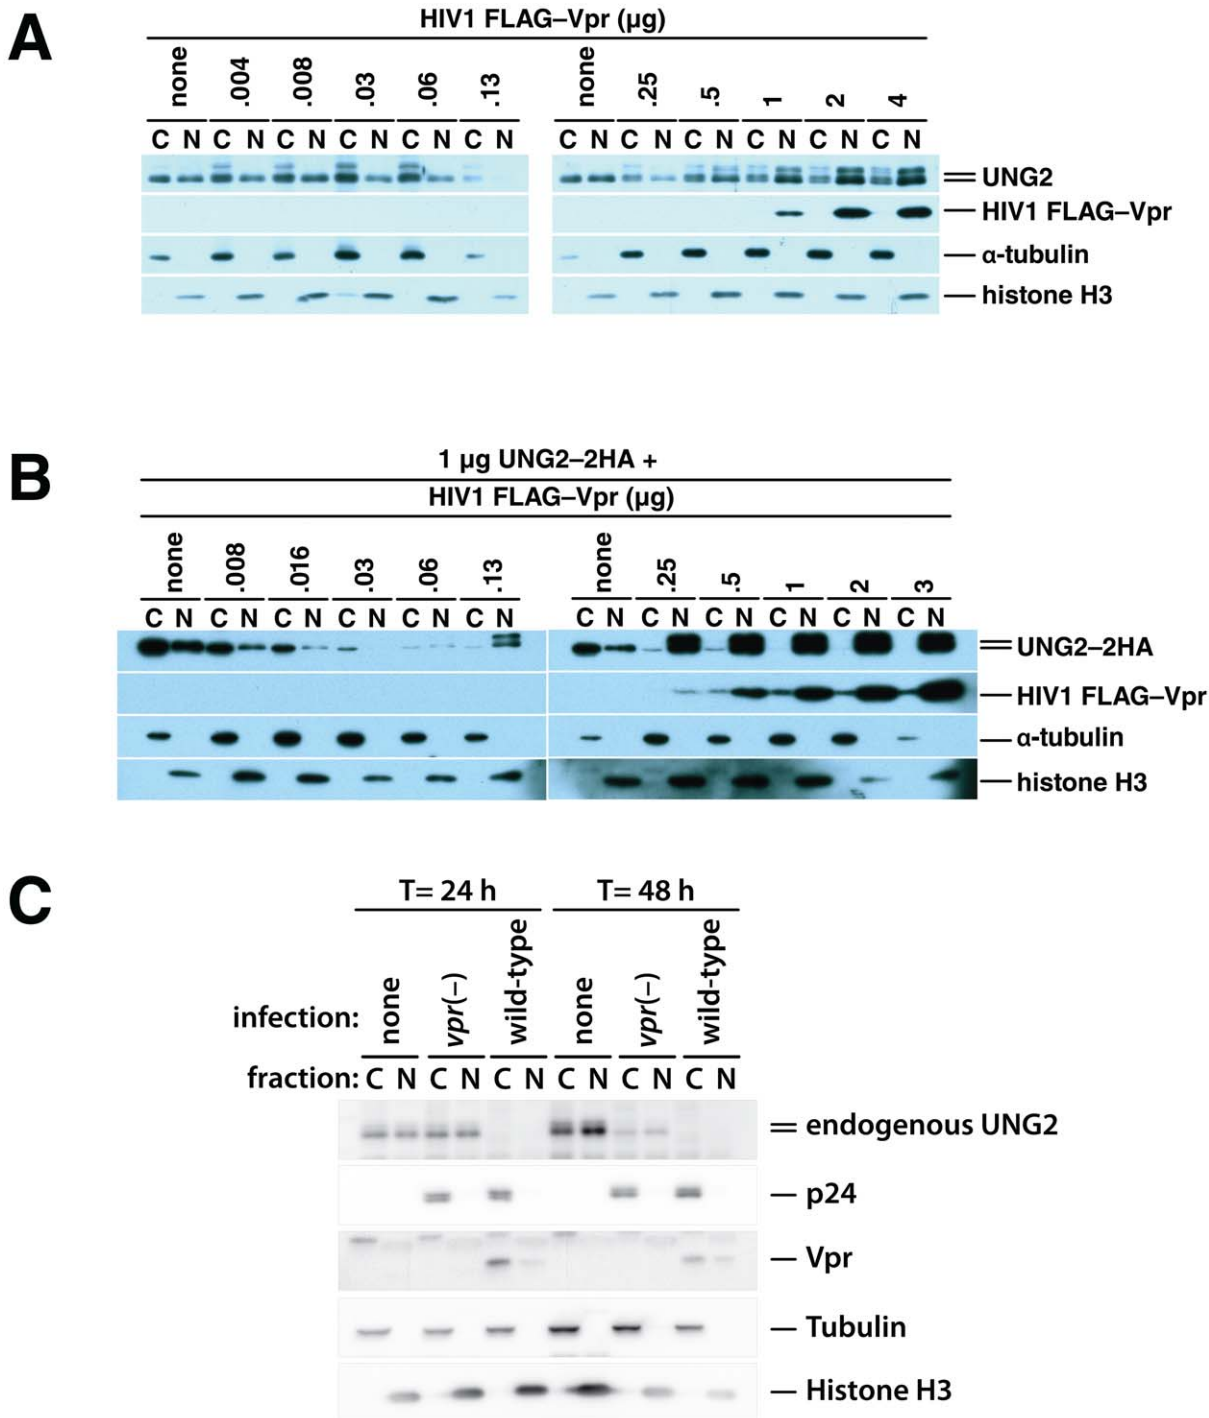 A
HIV1 FLAG–Vpr (µg)
none .004 .008 .03 .06 .13 none .25 .5 1 2 4
C N C N C N C N C N C N C N C N C N C N C N C N
UNG2
HIV1 FLAG–Vpr
α-tubulin
histone H3
B
1 µg UNG2–2HA +
HIV1 FLAG–Vpr (µg)
none .008 .016 .03 .06 .13 none .25 .5 1 2 3
C N C N C N C N C N C N C N C N C N C N C N C N
UNG2–2HA
HIV1 FLAG–Vpr
α-tubulin
histone H3
C
T= 24 h T= 48 h
infection: none vpr(–) wild-type none vpr(–) wild-type
fraction: C N C N C N C N C N C N
endogenous UNG2
p24
Vpr
Tubulin
Histone H3